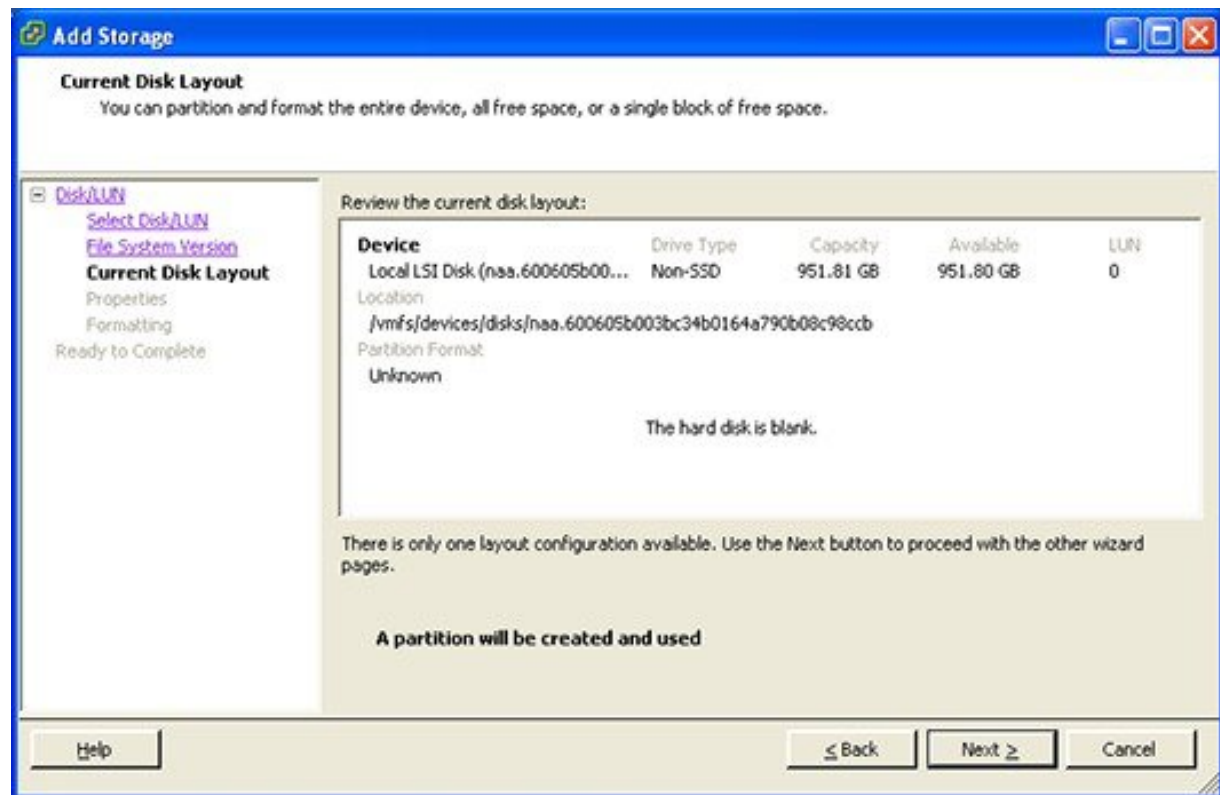 Add Storage
Current Disk Layout
You can partition and format the entire device, all free space, or a single block of free space.
Disk/LUN
Select Disk/LUN
File System Version
Current Disk Layout
Properties
Formatting
Ready to Complete
Review the current disk layout:
Device Drive Type Capacity Available LUN
Local LSI Disk (naa.600605b00... Non-SSD 951.81 GB 951.80 GB 0
Location
/vmfs/devices/disks/naa.600605b003bc34b0164a790b08c98ccb
Partition Format
Unknown
The hard disk is blank.
There is only one layout configuration available. Use the Next button to proceed with the other wizard
pages.
A partition will be created and used
Help ≤ Back Next ≥ Cancel